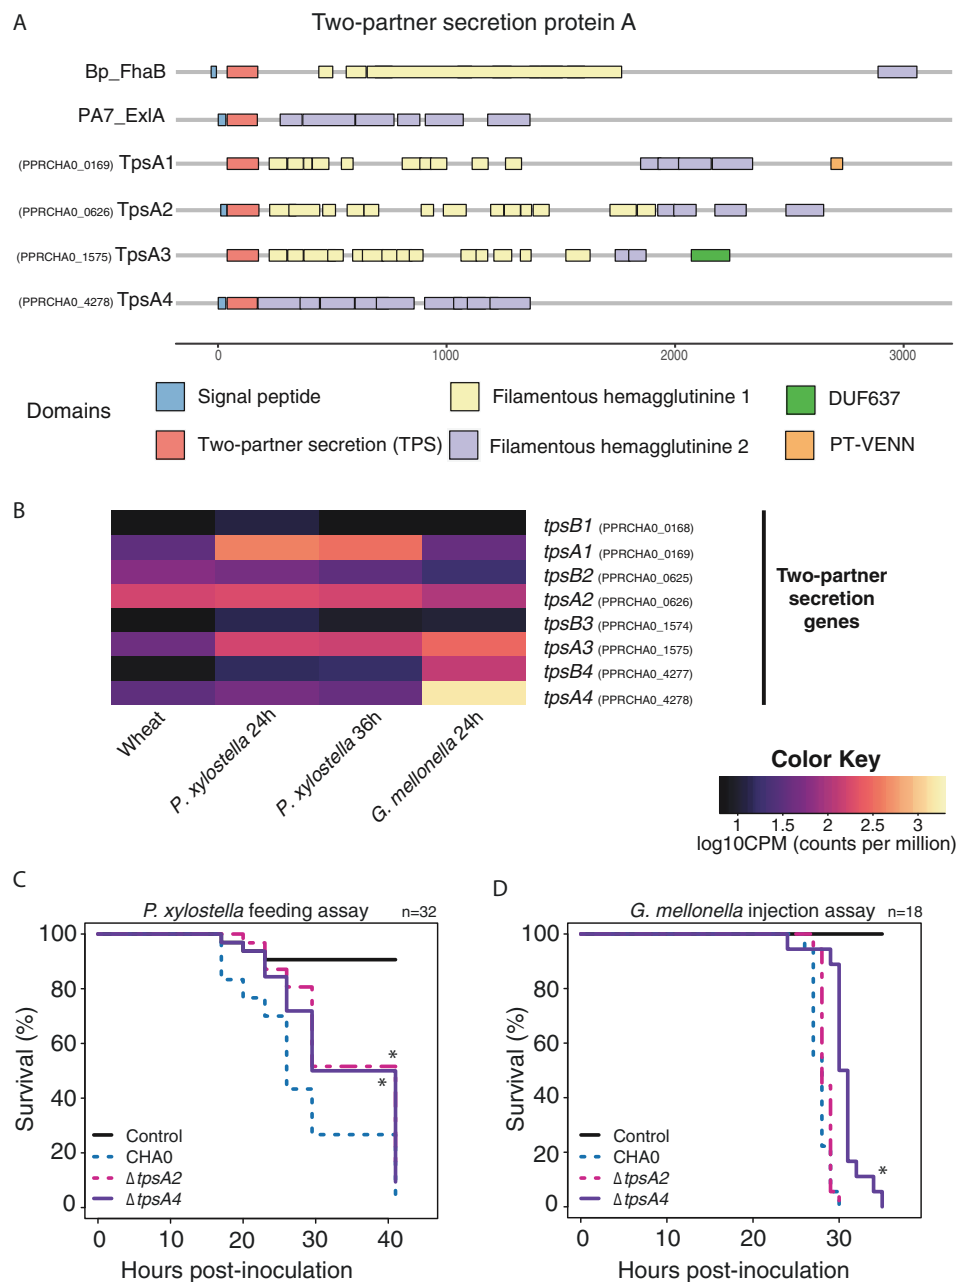 A
Two-partner secretion protein A
Bp_FhaB
PA7_ExlA
(PPRCHA0_0169) TpsA1
(PPRCHA0_0626) TpsA2
(PPRCHA0_1575) TpsA3
(PPRCHA0_4278) TpsA4
0 1000 2000 3000
Domains
Signal peptide
Filamentous hemagglutinine 1
DUF637
Two-partner secretion (TPS)
Filamentous hemagglutinine 2
PT-VENN
B
tpsB1 (PPRCHA0_0168)
tpsA1 (PPRCHA0_0169)
tpsB2 (PPRCHA0_0625)
tpsA2 (PPRCHA0_0626)
tpsB3 (PPRCHA0_1574)
tpsA3 (PPRCHA0_1575)
tpsB4 (PPRCHA0_4277)
tpsA4 (PPRCHA0_4278)
Two-partner
secretion
genes
Wheat
P. xylostella 24h
P. xylostella 36h
G. mellonella 24h
Color Key
1 1.5 2 2.5 3
log10CPM (counts per million)
C
P. xylostella feeding assay n=32
100
80
60
40
20
0
Survival (%)
*
*
Control
CHA0
ΔtpsA2
ΔtpsA4
0 10 20 30 40
Hours post-inoculation
D
G. mellonella injection assay n=18
100
80
60
40
20
0
Survival (%)
*
Control
CHA0
ΔtpsA2
ΔtpsA4
0 10 20 30
Hours post-inoculation